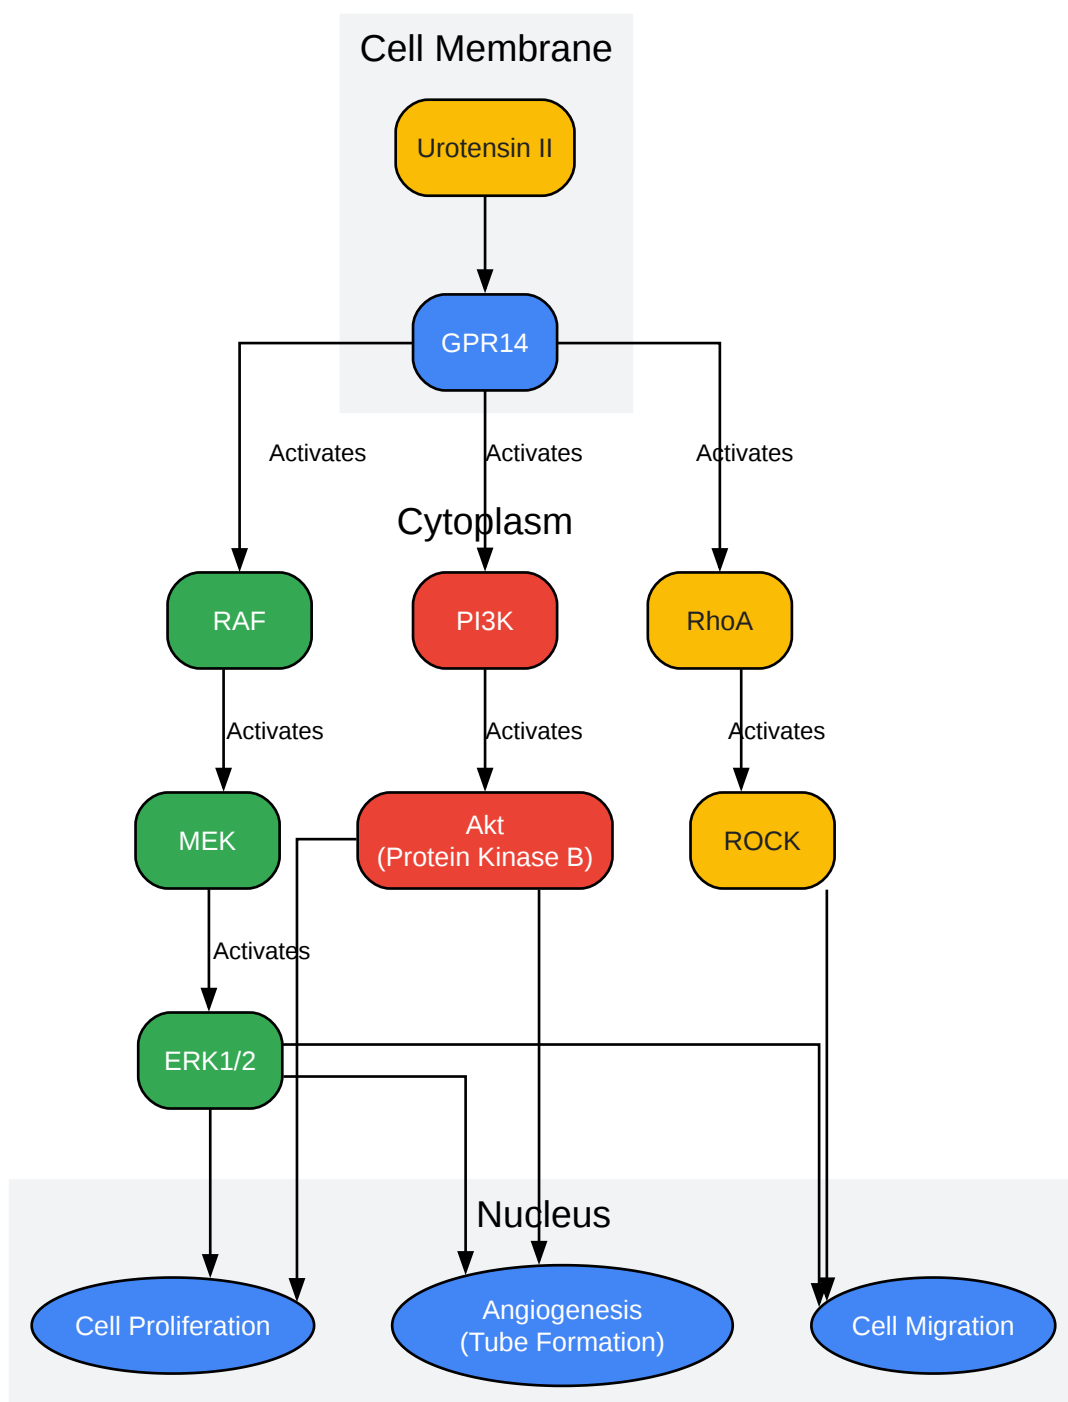 Cell Membrane
Urotensin II
GPR14
Activates
Activates
Activates
Cytoplasm
RAF
PI3K
RhoA
Activates
Activates
Activates
MEK
Akt
(Protein Kinase B)
ROCK
Activates
ERK1/2
Nucleus
Cell Proliferation
Angiogenesis
(Tube Formation)
Cell Migration